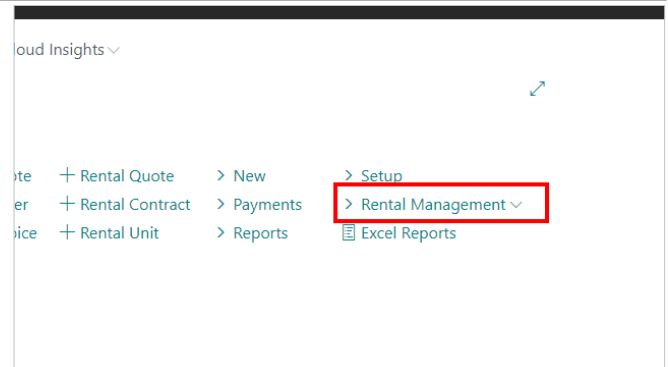 loud Insights
ote + Rental Quote > New > Setup
er + Rental Contract > Payments > Rental Management
oice + Rental Unit > Reports Excel Reports